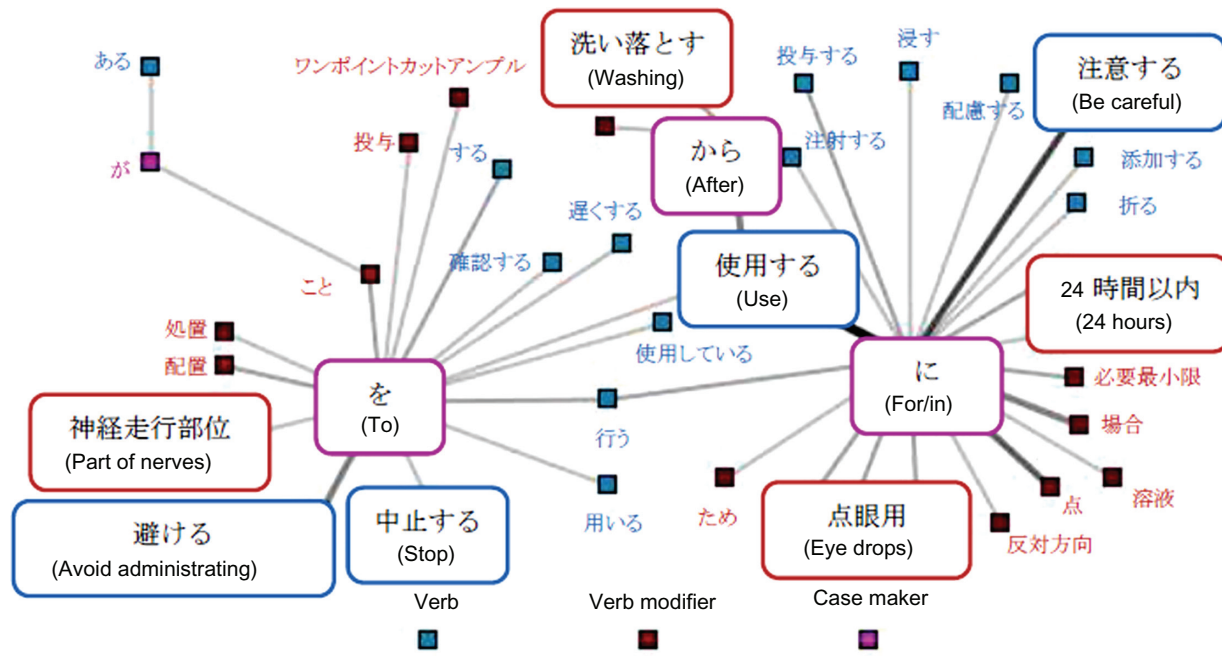 洗い落とす
(Washing)
投与する
浸す
注意する
(Be careful)
ある
ワンポイントカットアンプル
配慮する
投与
から
(After)
注射する
が
する
添加する
遅くする
折る
確認する
使用する
(Use)
こと
24 時間以内
(24 hours)
処置
使用している
配置
を
(To)
に
(For/in)
必要最小限
神経走行部位
(Part of nerves)
場合
行う
避ける
(Avoid administrating)
中止する
(Stop)
用いる
ため
点眼用
(Eye drops)
点
溶液
反対方向
Verb
Verb modifier
Case maker